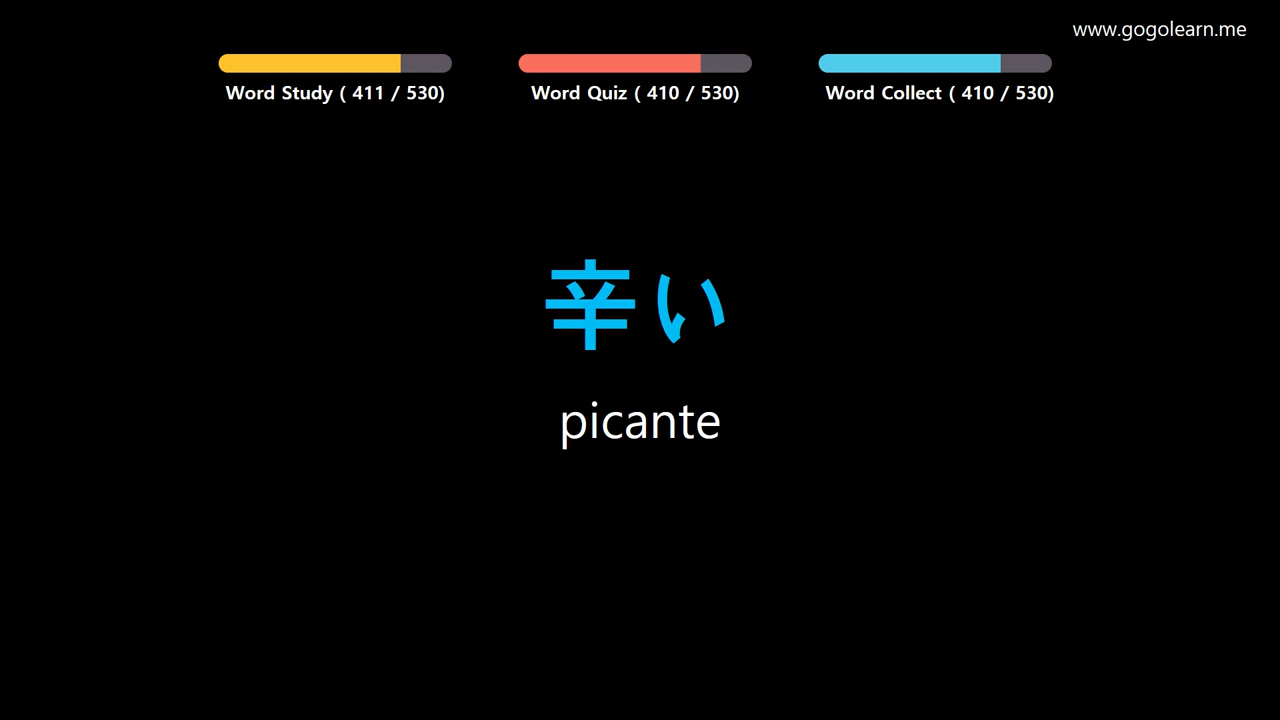 www.gogolearn.me
Word Study ( 411 / 530)
Word Quiz ( 410 / 530)
Word Collect ( 410 / 530)
辛い
picante